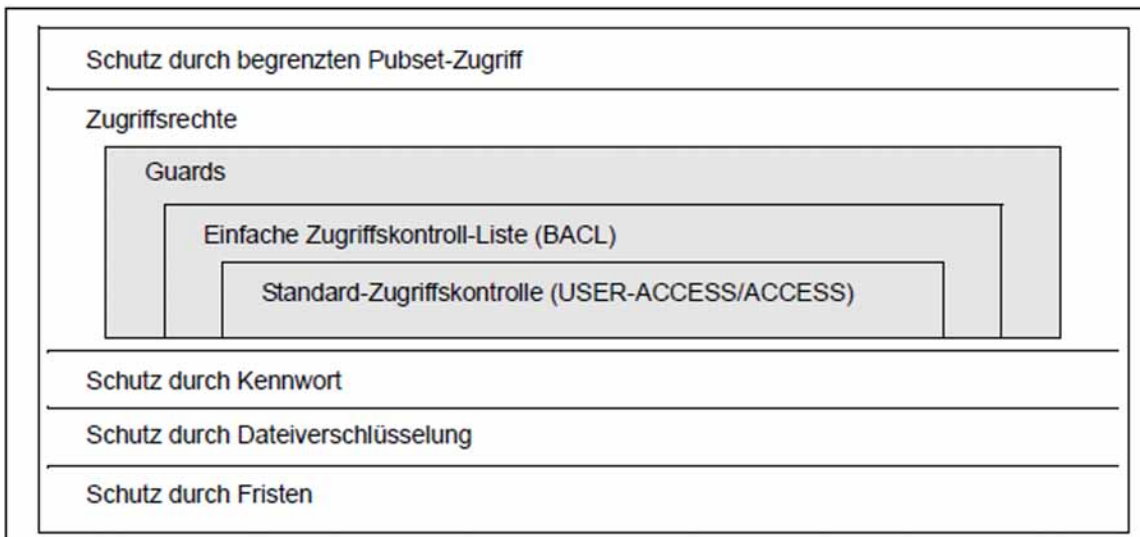 Schutz durch begrenzten Pubset-Zugriff
Zugriffsrechte
Guards
Einfache Zugriffskontroll-Liste (BACL)
Standard-Zugriffskontrolle (USER-ACCESS/ACCESS)
Schutz durch Kennwort
Schutz durch Dateiverschlüsselung
Schutz durch Fristen